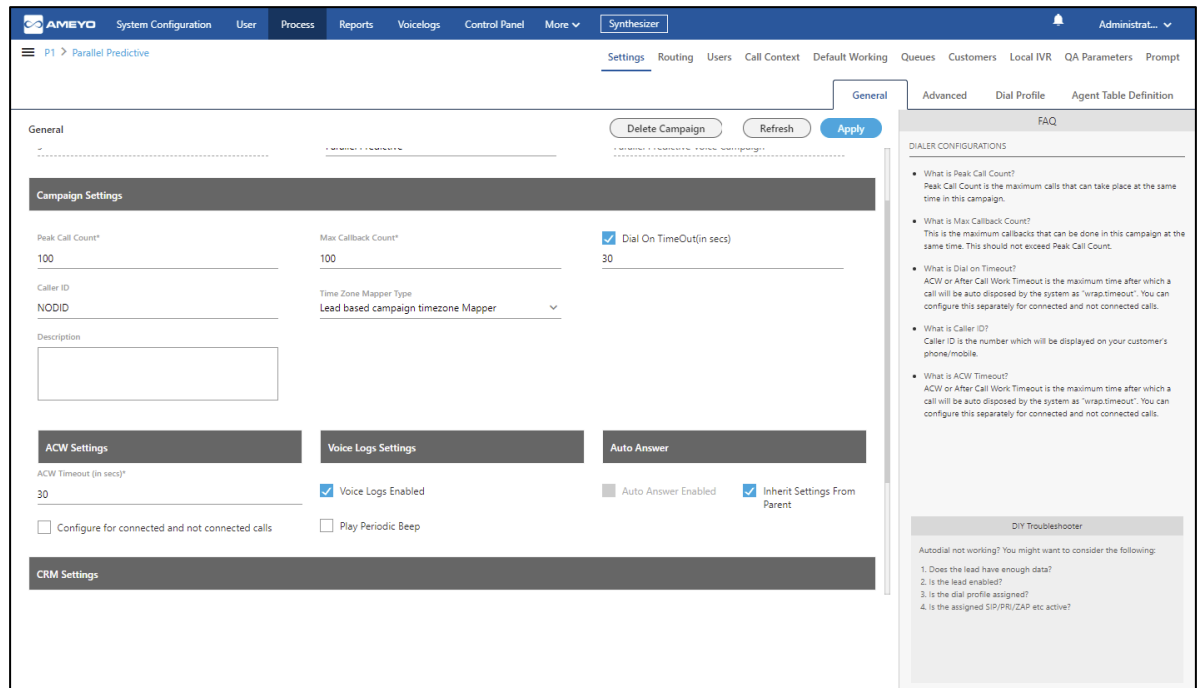 AMEYO System Configuration User Process Reports Voicelogs Control Panel More Synthesizer Administrat...
P1 > Parallel Predictive
Settings Routing Users Call Context Default Working Queues Customers Local IVR QA Parameters Prompt
General Advanced Dial Profile Agent Table Definition
General
Delete Campaign Refresh Apply
Parallel Predictive
Parallel Predictive Voice Campaign
Campaign Settings
Peak Call Count*
100
Max Callback Count*
100
Dial On TimeOut(in secs)
30
Caller ID
NODID
Time Zone Mapper Type
Lead based campaign timezone Mapper
Description
ACW Settings
ACW Timeout (in secs)*
30
Configure for connected and not connected calls
Voice Logs Settings
Voice Logs Enabled
Play Periodic Beep
Auto Answer
Auto Answer Enabled
Inherit Settings From
Parent
CRM Settings
FAQ
DIALER CONFIGURATIONS
• What is Peak Call Count?
Peak Call Count is the maximum calls that can take place at the same
time in this campaign.
• What is Max Callback Count?
This is the maximum callbacks that can be done in this campaign at the
same time. This should not exceed Peak Call Count.
• What is Dial on Timeout?
ACW or After Call Work Timeout is the maximum time after which a
call will be auto disposed by the system as "wrap.timeout". You can
configure this separately for connected and not connected calls.
• What is Caller ID?
Caller ID is the number which will be displayed on your customer's
phone/mobile.
• What is ACW Timeout?
ACW or After Call Work Timeout is the maximum time after which a
call will be auto disposed by the system as "wrap.timeout". You can
configure this separately for connected and not connected calls.
DIY Troubleshooter
Autodial not working? You might want to consider the following:
1. Does the lead have enough data?
2. Is the lead enabled?
3. Is the dial profile assigned?
4. Is the assigned SIP/PRI/ZAP etc active?